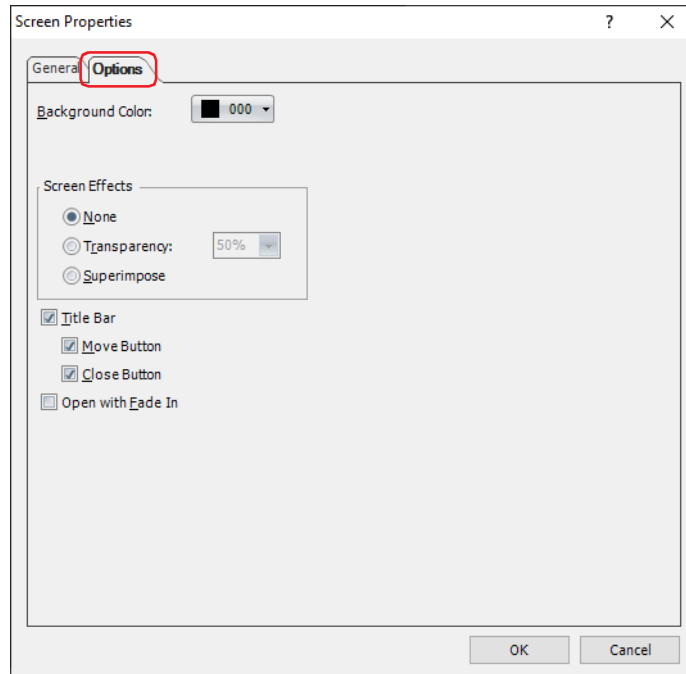 Screen Properties ?
General Options
Background Color: 000
Screen Effects
None
Transparency: 50%
Superimpose
Title Bar
Move Button
Close Button
Open with Fade In
OK Cancel